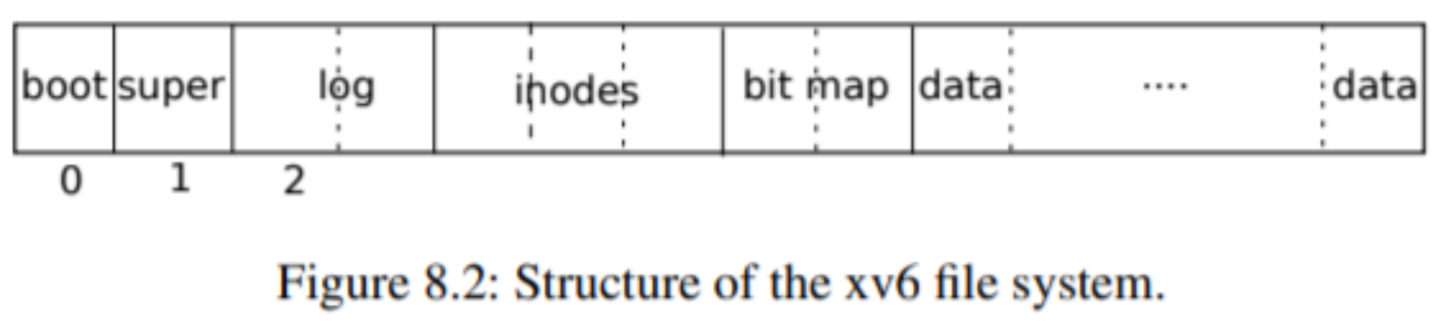 boot super log inodes bit map data .... data
0 1 2
Figure 8.2: Structure of the xv6 file system.